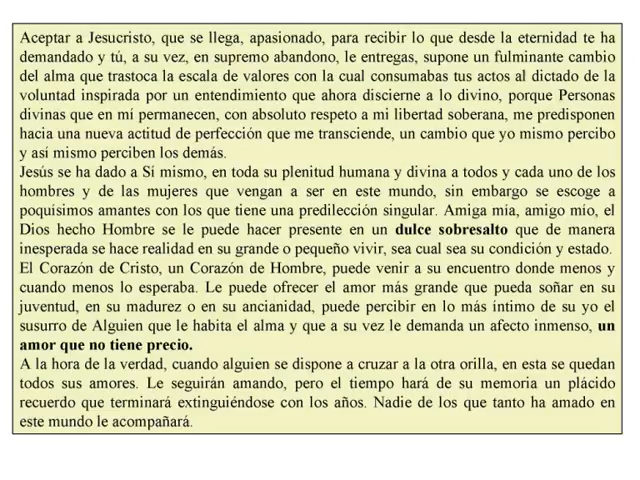 Aceptar a Jesucristo, que se llega, apasionado, para recibir lo que desde la eternidad te ha
demandado y tú, a su vez, en supremo abandono, le entregas, supone un fulminante cambio
del alma que trastoca la escala de valores con la cual consumabas tus actos al dictado de la
voluntad inspirada por un entendimiento que ahora discierne a lo divino, porque Personas
divinas que en mí permanecen, con absoluto respeto a mi libertad soberana, me predisponen
hacia una nueva actitud de perfección que me transciende, un cambio que yo mismo percibo
y así mismo perciben los demás.
Jesús se ha dado a Sí mismo, en toda su plenitud humana y divina a todos y cada uno de los
hombres y de las mujeres que vengan a ser en este mundo, sin embargo se escoge a
poquísimos amantes con los que tiene una predilección singular. Amiga mía, amigo mío, el
Dios hecho Hombre se le puede hacer presente en un dulce sobresalto que de manera
inesperada se hace realidad en su grande o pequeño vivir, sea cual sea su condición y estado.
El Corazón de Cristo, un Corazón de Hombre, puede venir a su encuentro donde menos y
cuando menos lo esperaba. Le puede ofrecer el amor más grande que pueda soñar en su
juventud, en su madurez o en su ancianidad, puede percibir en lo más íntimo de su yo el
susurro de Alguien que le habita el alma y que a su vez le demanda un afecto inmenso, un
amor que no tiene precio.
A la hora de la verdad, cuando alguien se dispone a cruzar a la otra orilla, en esta se quedan
todos sus amores. Le seguirán amando, pero el tiempo hará de su memoria un plácido
recuerdo que terminará extinguiéndose con los años. Nadie de los que tanto ha amado en
este mundo le acompañará.